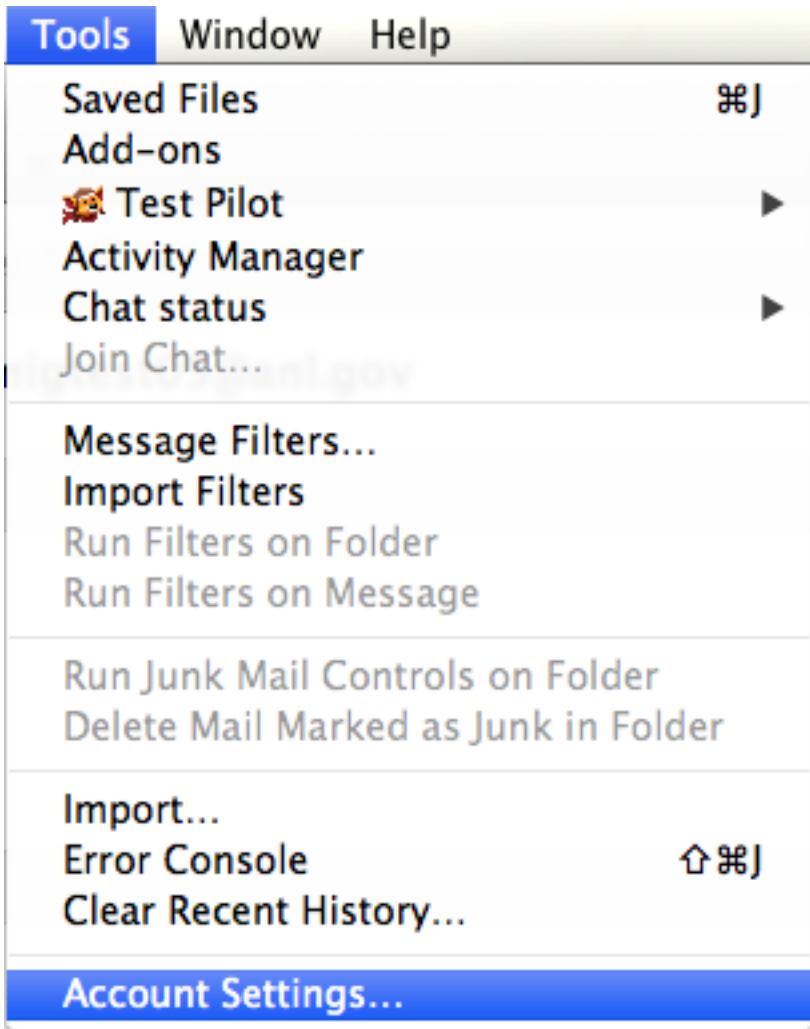 Tools Window Help
Saved Files ⌘J
Add-ons
Test Pilot ▶
Activity Manager
Chat status ▶
Join Chat...
Message Filters...
Import Filters
Run Filters on Folder
Run Filters on Message
Run Junk Mail Controls on Folder
Delete Mail Marked as Junk in Folder
Import...
Error Console ⇧⌘J
Clear Recent History...
Account Settings...